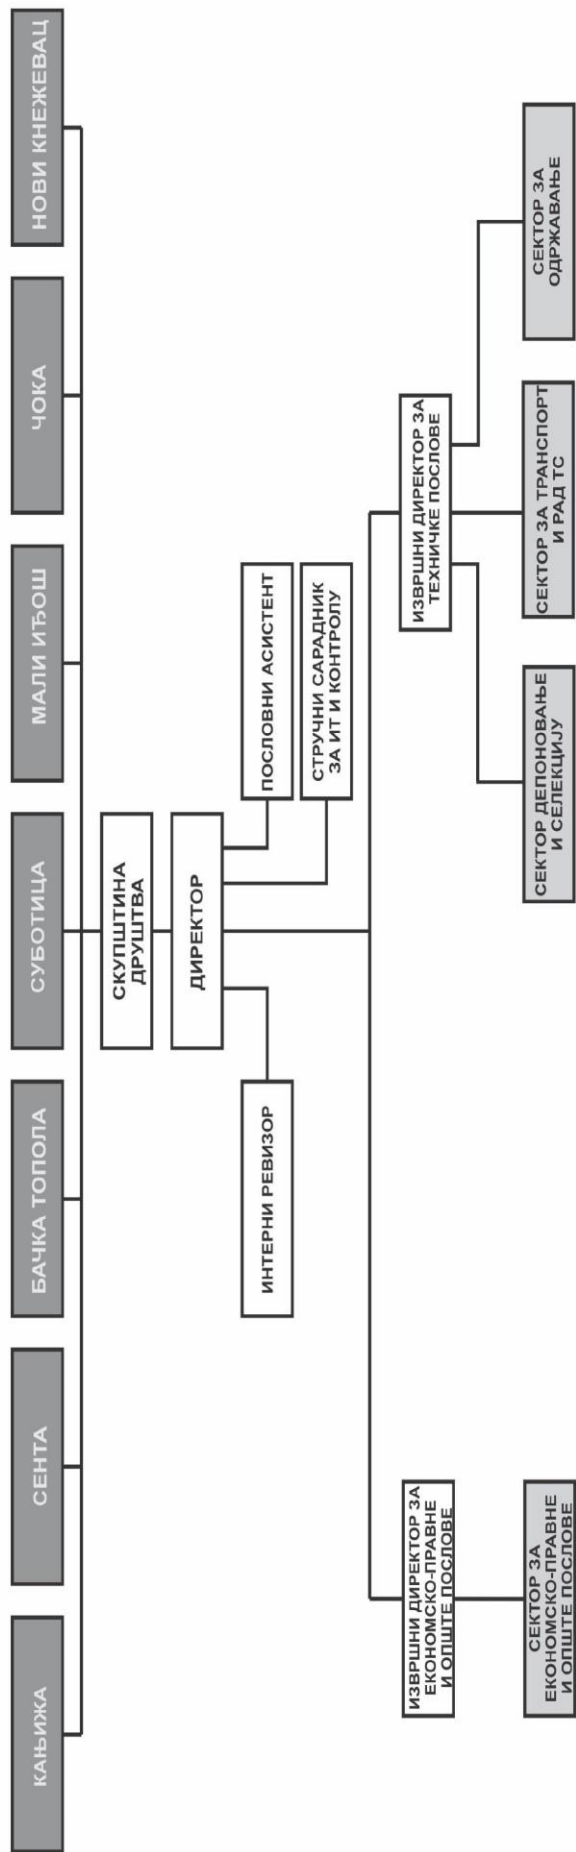 КАЊИЖА
СЕНТА
БАЧКА ТОПОЛА
СУБОТИЦА
МАЛИ ИЂОШ
ЧОКА
НОВИ КНЕЖЕВАЦ
СКУПШТИНА
ДРУШТВА
ДИРЕКТОР
ИНТЕРНИ РЕВИЗОР
ПОСЛОВНИ АСИСТЕНТ
СТРУЧНИ САРАДНИК
ЗА ИТ И КОНТРОЛУ
ИЗВРШНИ ДИРЕКТОР ЗА
ЕКОНОМСКО-ПРАВНЕ
И ОПШТЕ ПОСЛОВЕ
ИЗВРШНИ ДИРЕКТОР ЗА
ТЕХНИЧКЕ ПОСЛОВЕ
СЕКТОР ЗА
ЕКОНОМСКО-ПРАВНЕ
И ОПШТЕ ПОСЛОВЕ
СЕКТОР ДЕПОНОВАЊЕ
И СЕЛЕКЦИЈУ
СЕКТОР ЗА ТРАНСПОРТ
И РАД ТС
СЕКТОР ЗА
ОДРЖАВАЊЕ